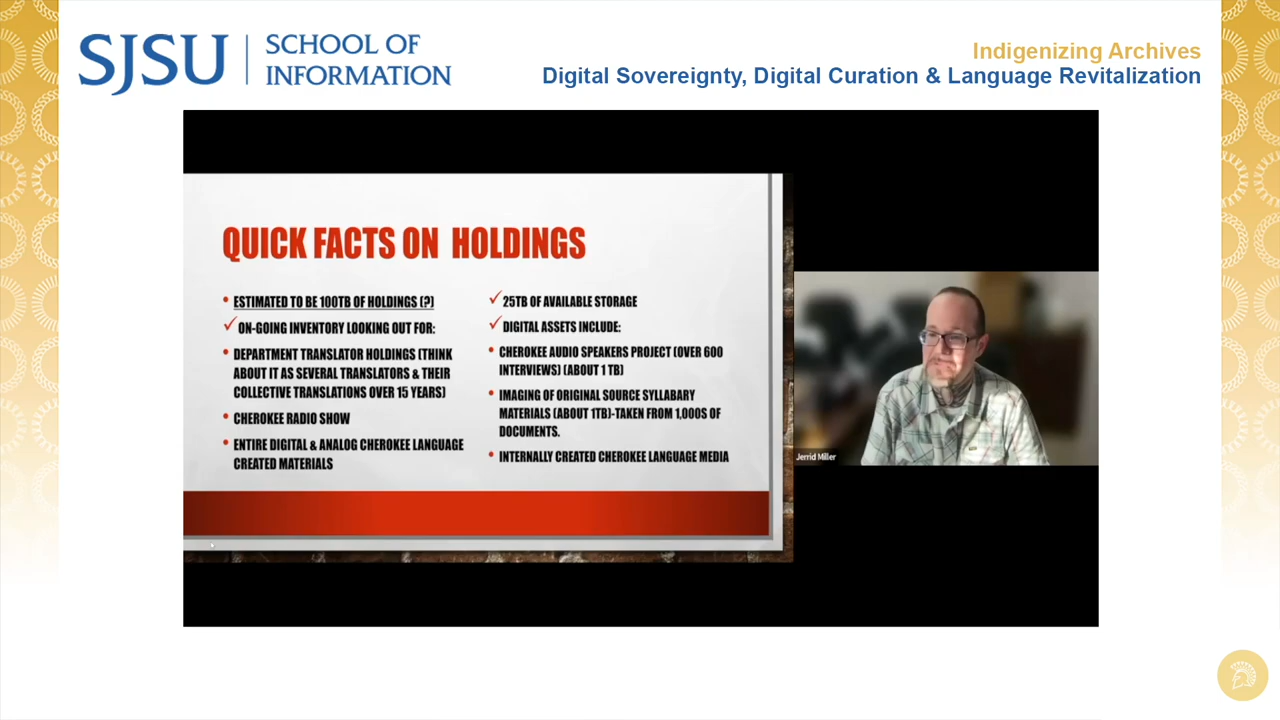 SJSU | SCHOOL OF
INFORMATION
Indigenizing Archives
Digital Sovereignty, Digital Curation & Language Revitalization
QUICK FACTS ON HOLDINGS
• ESTIMATED TO BE 100TB OF HOLDINGS (?)
✓ ON-GOING INVENTORY LOOKING OUT FOR:
• DEPARTMENT TRANSLATOR HOLDINGS (THINK
ABOUT IT AS SEVERAL TRANSLATORS & THEIR
COLLECTIVE TRANSLATIONS OVER 15 YEARS)
• CHEROKEE RADIO SHOW
• ENTIRE DIGITAL & ANALOG CHEROKEE LANGUAGE
CREATED MATERIALS
✓ 25TB OF AVAILABLE STORAGE
✓ DIGITAL ASSETS INCLUDE:
• CHEROKEE AUDIO SPEAKERS PROJECT (OVER 600
INTERVIEWS) (ABOUT 1 TB)
• IMAGING OF ORIGINAL SOURCE SYLLABARY
MATERIALS (ABOUT 1TB)-TAKEN FROM 1,000S OF
DOCUMENTS.
• INTERNALLY CREATED CHEROKEE LANGUAGE MEDIA
Jerrid Miller